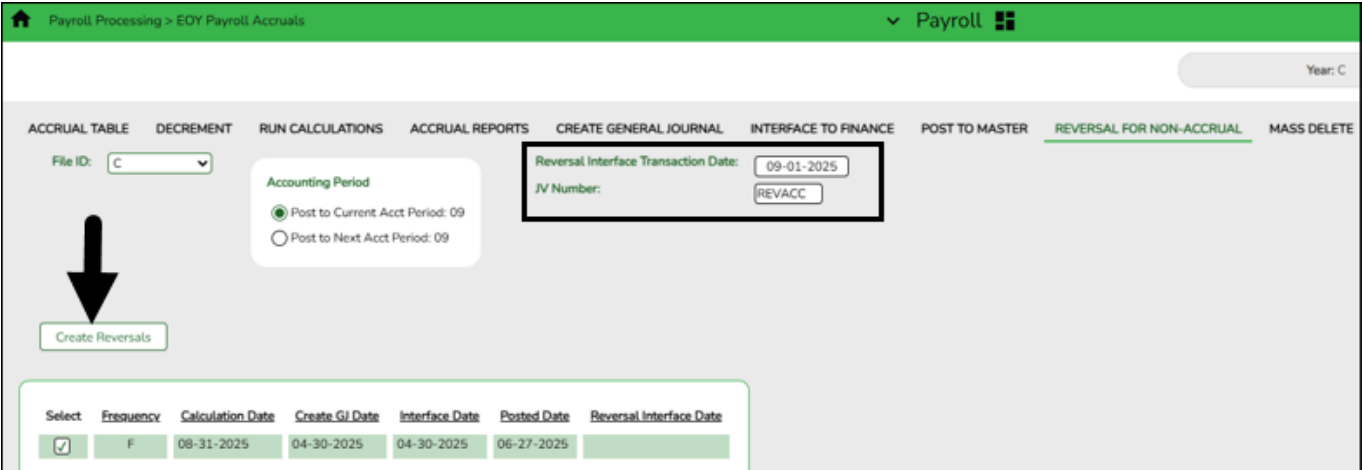 Payroll Processing > EOY Payroll Accruals
Payroll
Year: C
ACCRUAL TABLE DECREMENT RUN CALCULATIONS ACCRUAL REPORTS CREATE GENERAL JOURNAL INTERFACE TO FINANCE POST TO MASTER REVERSAL FOR NON-ACCRUAL MASS DELETE
File ID: C
Accounting Period
Post to Current Acct Period: 09
Post to Next Acct Period: 09
Reversal Interface Transaction Date: 09-01-2025
JV Number: REVACC
Create Reversals
Select Frequency Calculation Date Create GJ Date Interface Date Posted Date Reversal Interface Date
F 08-31-2025 04-30-2025 04-30-2025 06-27-2025